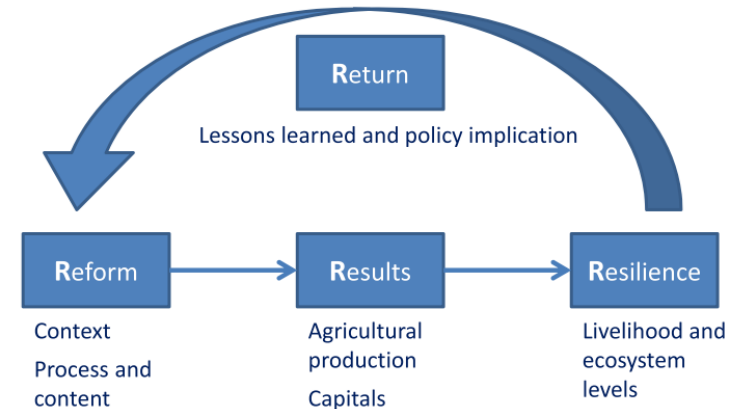 Return
Lessons learned and policy implication
Reform
Results
Resilience
Context
Process and
content
Agricultural
production
Capitals
Livelihood and
ecosystem
levels